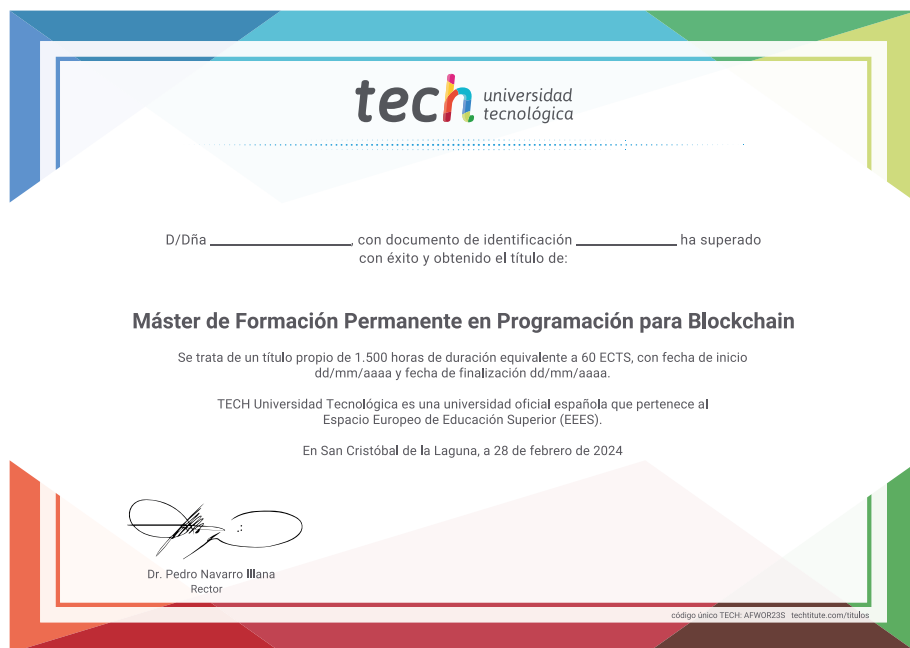 tech universidad
tecnológica
D/Dña ____________________, con documento de identificación ______________ ha superado
con éxito y obtenido el título de:
Máster de Formación Permanente en Programación para Blockchain
Se trata de un título propio de 1.500 horas de duración equivalente a 60 ECTS, con fecha de inicio
dd/mm/aaaa y fecha de finalización dd/mm/aaaa.
TECH Universidad Tecnológica es una universidad oficial española que pertenece al
Espacio Europeo de Educación Superior (EEES).
En San Cristóbal de la Laguna, a 28 de febrero de 2024
Dr. Pedro Navarro Illana
Rector
código único TECH: AFWOR23S techtitute.com/titulos